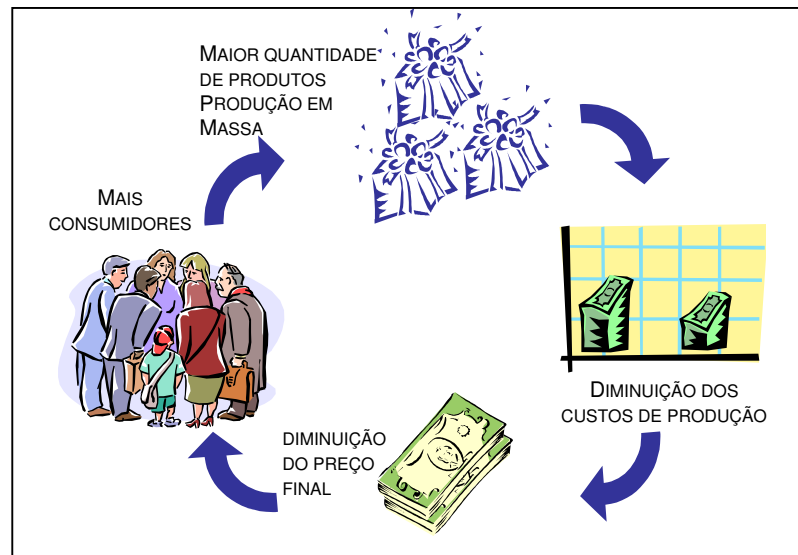 MAIOR QUANTIDADE
DE PRODUTOS
PRODUÇÃO EM
MASSA
MAIS
CONSUMIDORES
DIMINUIÇÃO DOS
CUSTOS DE PRODUÇÃO
DIMINUIÇÃO
DO PREÇO
FINAL